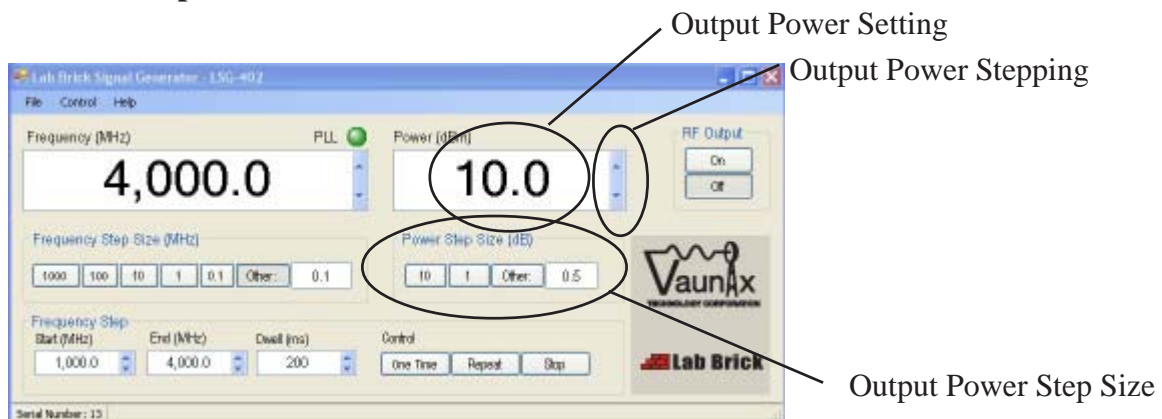 Output Power Setting
Output Power Stepping
Lab Brick Signal Generator - LSG-402
File Control Help
Frequency (MHz) PLL Power (dBm) RF Output
4,000.0 10.0 On
Off
Frequency Step Size (MHz) Power Step Size (dB)
1000 100 10 1 0.1 Other: 0.1 10 1 Other: 0.5
Vaunix
TECHNOLOGY CORPORATION
Frequency Step
Start (MHz) End (MHz) Dwell (ms) Control
1,000.0 4,000.0 200 One Time Repeat Stop
Lab Brick
Output Power Step Size
Serial Number: 13